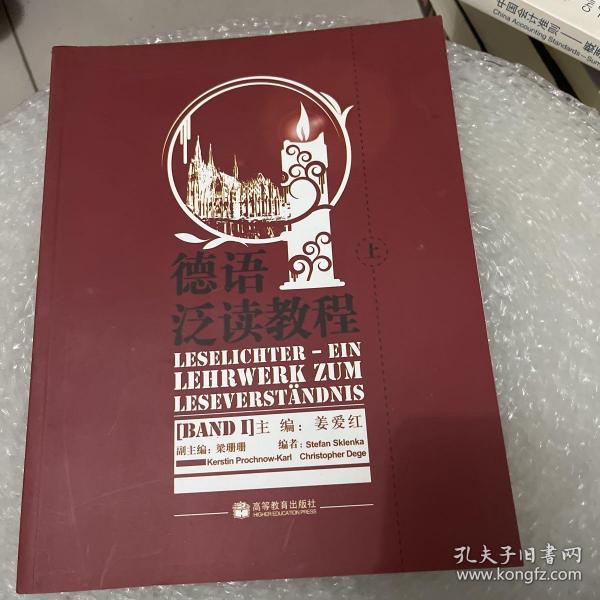 中国会计准则
China Accounting Standards
上
德语
泛读教程
LESELICHTER – EIN
LEHRWERK ZUM
LESEVERSTÄNDNIS
[BAND I] 主 编：姜爱红
副主编：梁珊珊 编者：Stefan Sklenka
Kerstin Prochnow-Karl Christopher Dege
高等教育出版社
HIGHER EDUCATION PRESS
孔夫子旧书网
www.kongfz.com